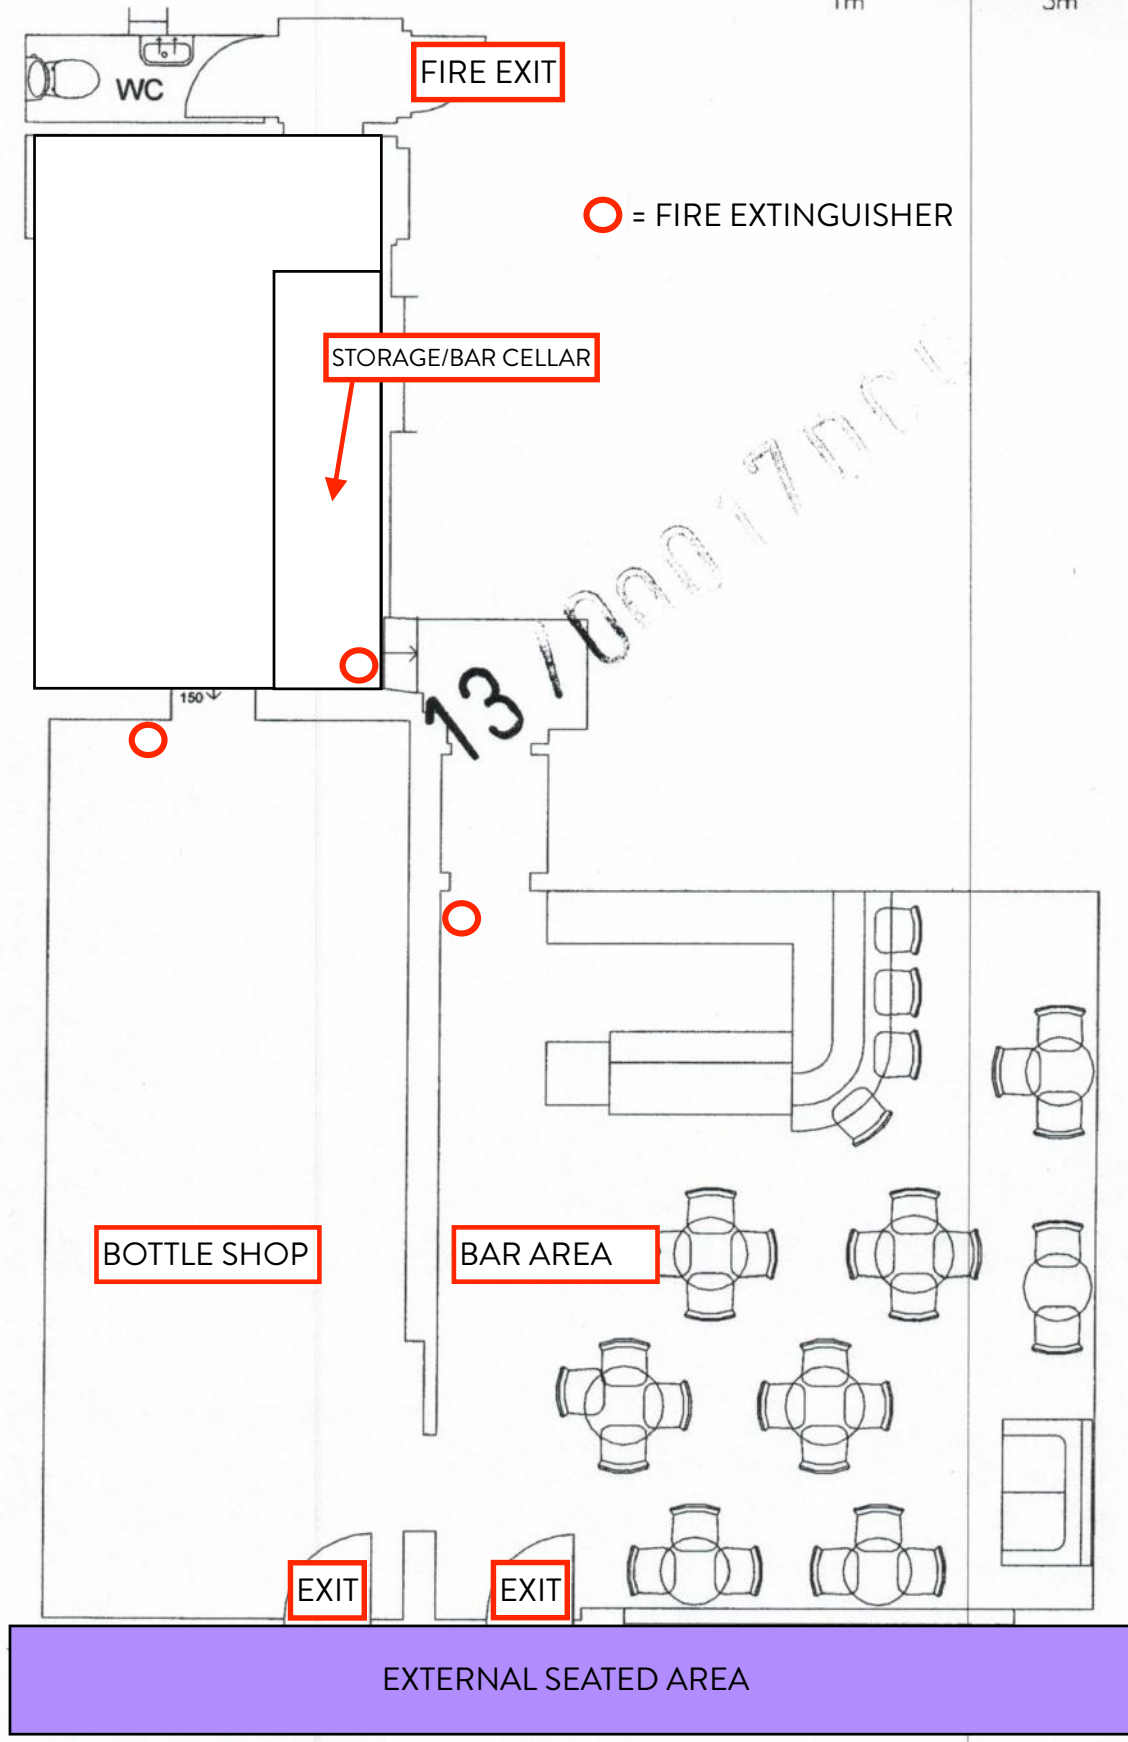 FIRE EXIT
WC
= FIRE EXTINGUISHER
STORAGE/BAR CELLAR
13/00017
150
BOTTLE SHOP
BAR AREA
EXIT
EXIT
EXTERNAL SEATED AREA